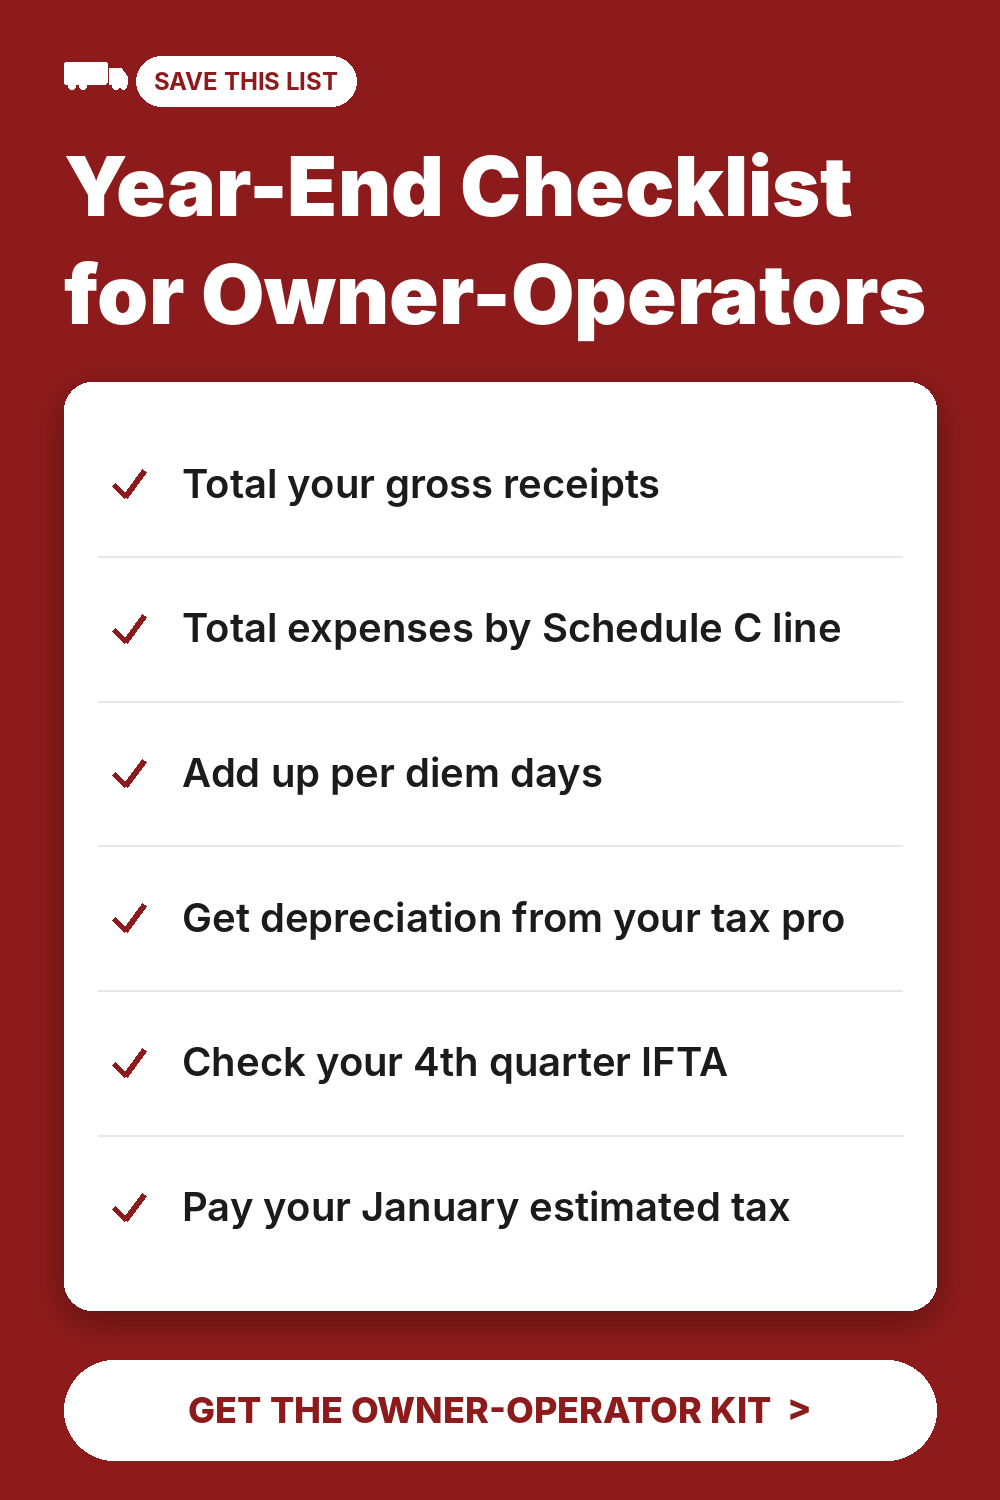 SAVE THIS LIST
Year-End Checklist
for Owner-Operators
Total your gross receipts
Total expenses by Schedule C line
Add up per diem days
Get depreciation from your tax pro
Check your 4th quarter IFTA
Pay your January estimated tax
GET THE OWNER-OPERATOR KIT >